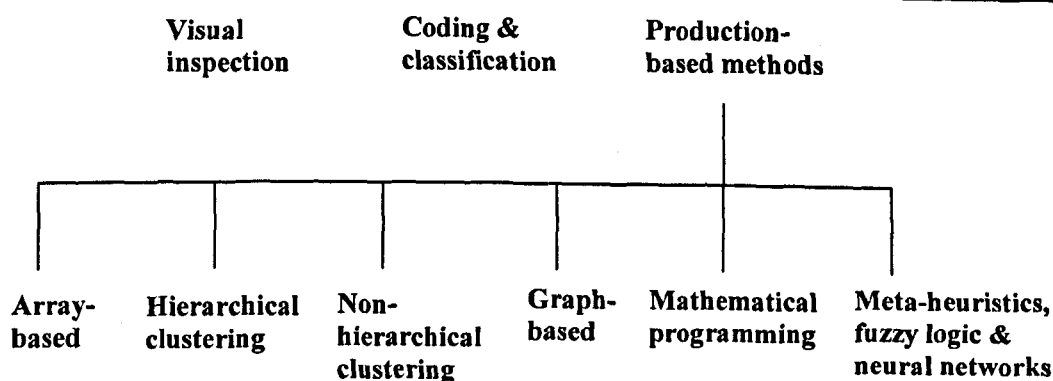 Visual
inspection
Coding &
classification
Production-
based methods
Array-
based
Hierarchical
clustering
Non-
hierarchical
clustering
Graph-
based
Mathematical
programming
Meta-heuristics,
fuzzy logic &
neural networks